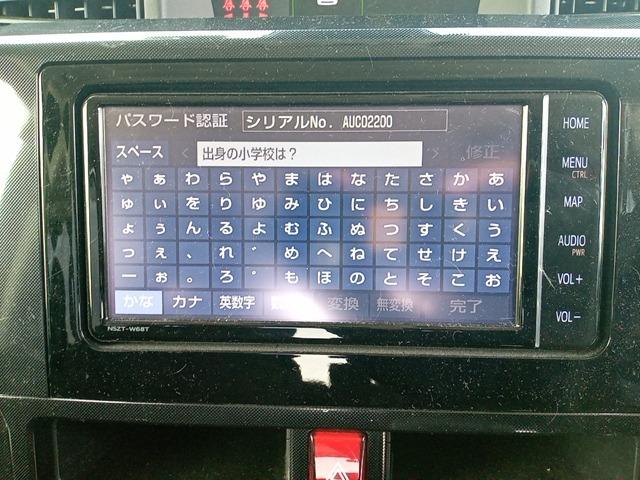 パスワード認証 シリアルNo. AUC02200
スペース 出身の小学校は? 修正
ゃ ぁ わ ら や ま は な た さ か あ
ゅ ぃ を り ゆ み ひ に ち し き い
ょ ぅ ん る よ む ふ ぬ つ す く う
っ ぇ 、 れ ゛ め へ ね て せ け え
ー ぉ 。 ろ ゜ も ほ の と そ こ お
かな カナ 英数字 変換 無変換 完了
NSZT-W68T
HOME
MENU
CTRL
MAP
AUDIO
PWR
VOL+
VOL-